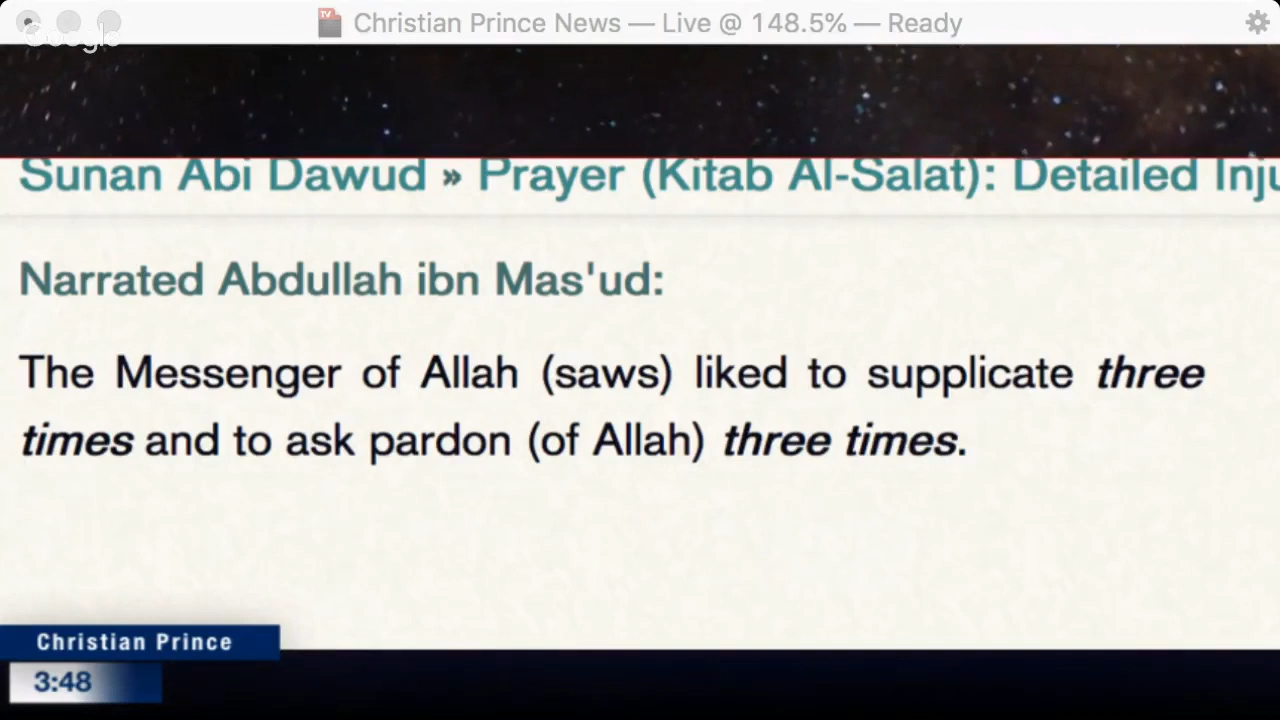 Christian Prince News — Live @ 148.5% — Ready
Google
Sunan Abi Dawud » Prayer (Kitab Al-Salat): Detailed Inju
Narrated Abdullah ibn Mas'ud:
The Messenger of Allah (saws) liked to supplicate three
times and to ask pardon (of Allah) three times.
Christian Prince
3:48